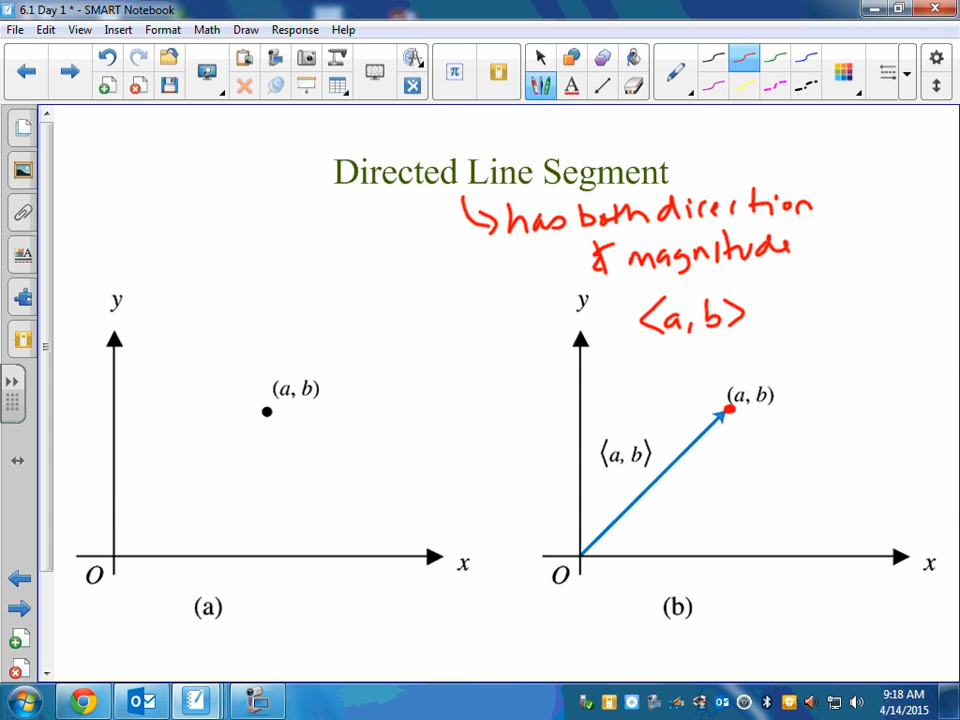 6.1 Day 1 * - SMART Notebook
File Edit View Insert Format Math Draw Response Help
π
A
Directed Line Segment
has both direction
& magnitude
<a, b>
y
(a, b)
O
x
(a)
y
(a, b)
⟨a, b⟩
O
x
(b)
9:18 AM
4/14/2015